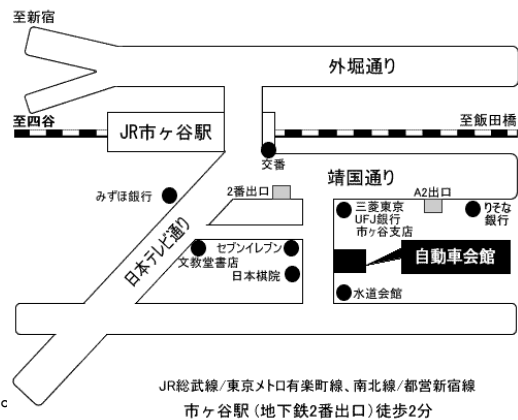 至新宿
外堀通り
至四谷
JR市ヶ谷駅
至飯田橋
交番
靖国通り
みずほ銀行
2番出口
A2出口
三菱東京
UFJ銀行
市ヶ谷支店
りそな
銀行
日本テレビ通り
セブンイレブン
文教堂書店
日本棋院
自動車会館
水道会館
JR総武線/東京メトロ有楽町線、南北線/都営新宿線
市ヶ谷駅(地下鉄2番出口)徒歩2分
c